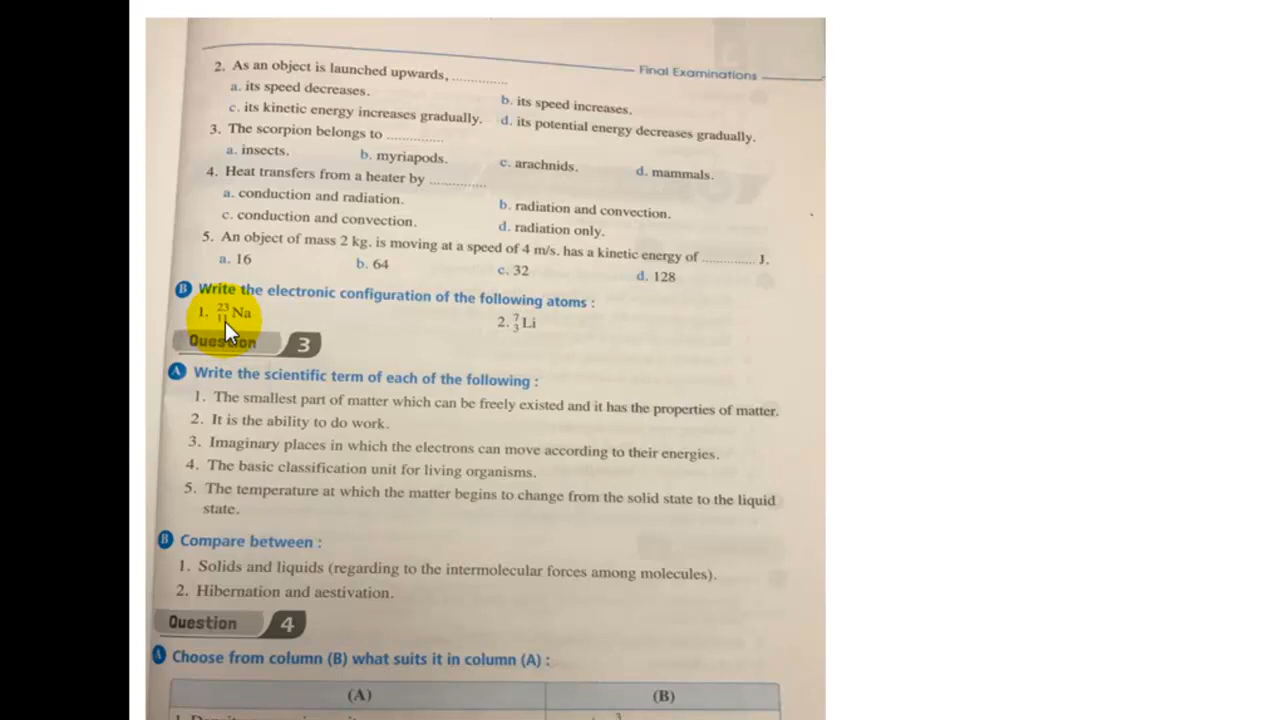 Final Examinations
2. As an object is launched upwards, ..............
a. its speed decreases. b. its speed increases.
c. its kinetic energy increases gradually. d. its potential energy decreases gradually.
3. The scorpion belongs to ..............
a. insects. b. myriapods. c. arachnids. d. mammals.
4. Heat transfers from a heater by ..............
a. conduction and radiation. b. radiation and convection.
c. conduction and convection. d. radiation only.
5. An object of mass 2 kg. is moving at a speed of 4 m/s. has a kinetic energy of .............. J.
a. 16 b. 64 c. 32 d. 128
B Write the electronic configuration of the following atoms :
1. ²³₁₁Na 2. ⁷₃Li
Question 3
A Write the scientific term of each of the following :
1. The smallest part of matter which can be freely existed and it has the properties of matter.
2. It is the ability to do work.
3. Imaginary places in which the electrons can move according to their energies.
4. The basic classification unit for living organisms.
5. The temperature at which the matter begins to change from the solid state to the liquid
state.
B Compare between :
1. Solids and liquids (regarding to the intermolecular forces among molecules).
2. Hibernation and aestivation.
Question 4
A Choose from column (B) what suits it in column (A) :
(A) (B)